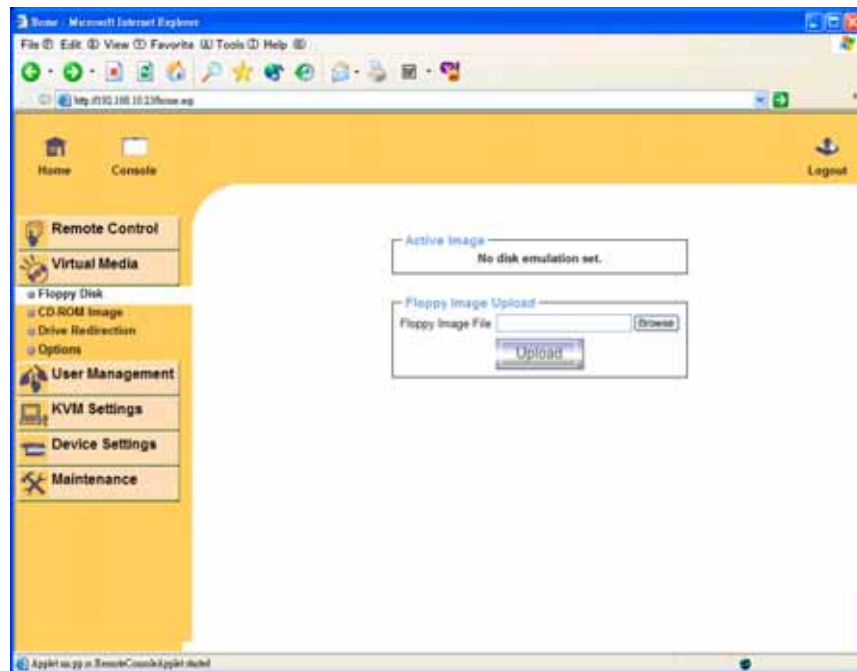 Home - Microsoft Internet Explorer
File Edit View Favorite Tools Help
Home
Console
Logout
Remote Control
Virtual Media
Floppy Disk
CD-ROM Image
Drive Redirection
Options
User Management
KVM Settings
Device Settings
Maintenance
Active Image
No disk emulation set.
Floppy Image Upload
Floppy Image File
Browse
Upload